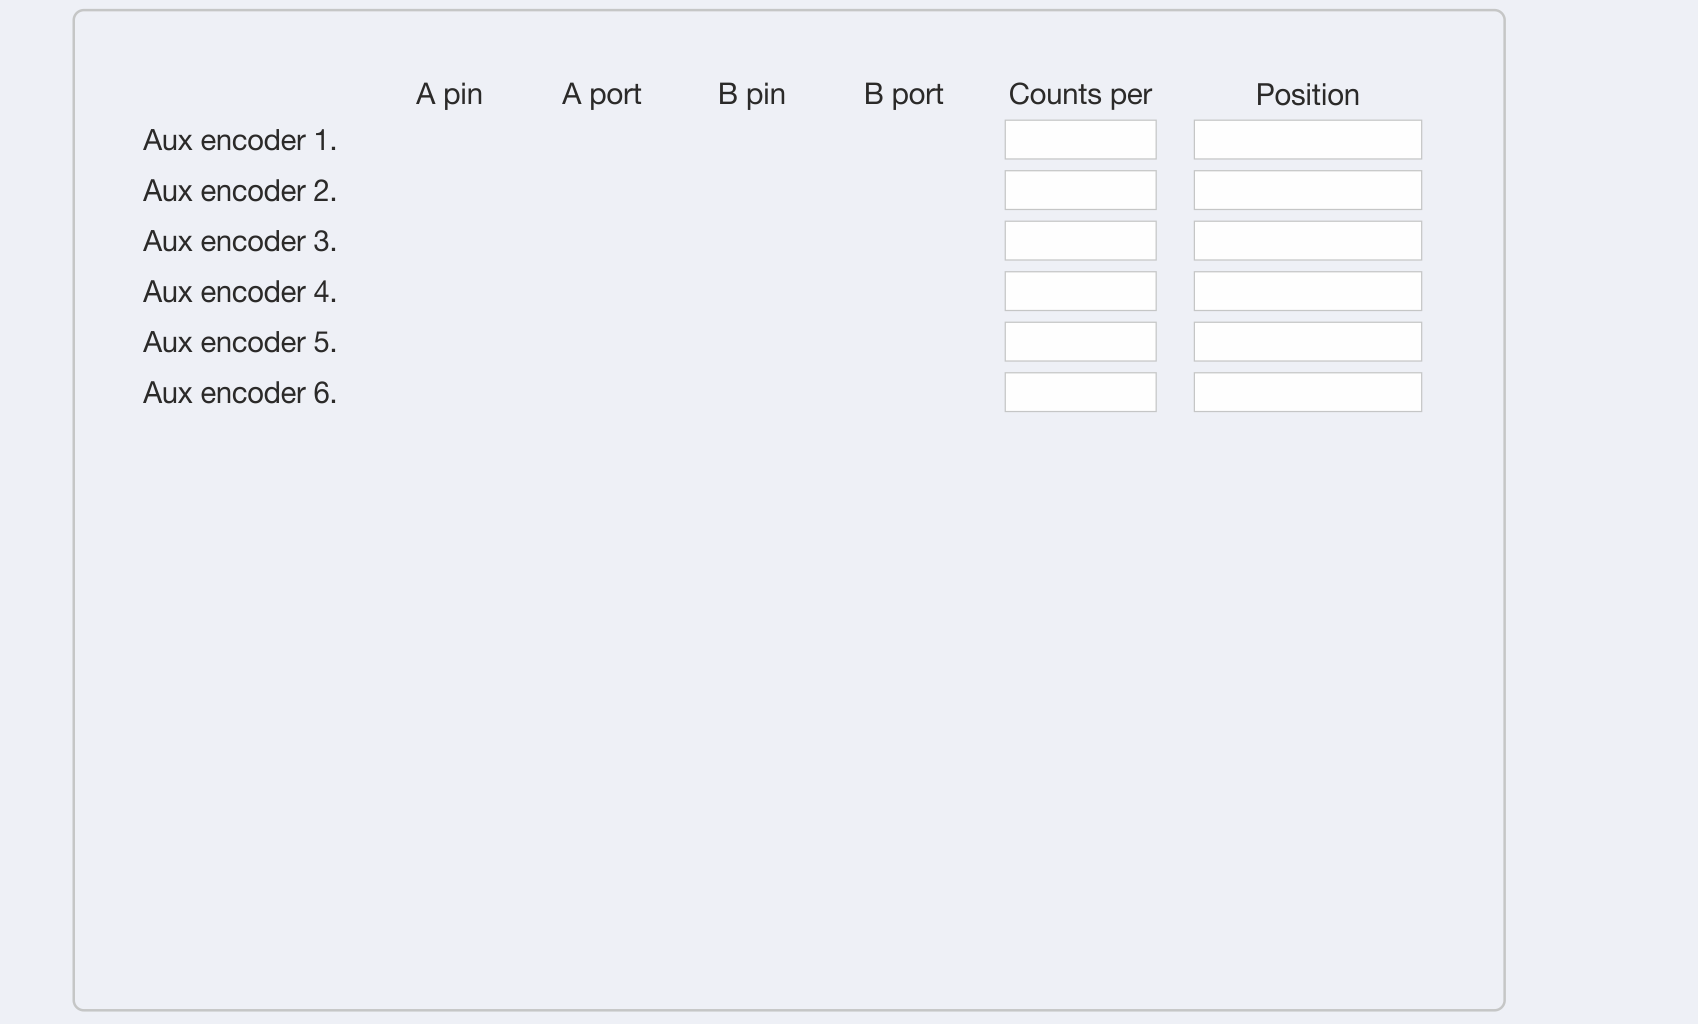 A pin A port B pin B port Counts per Position
Aux encoder 1.
Aux encoder 2.
Aux encoder 3.
Aux encoder 4.
Aux encoder 5.
Aux encoder 6.